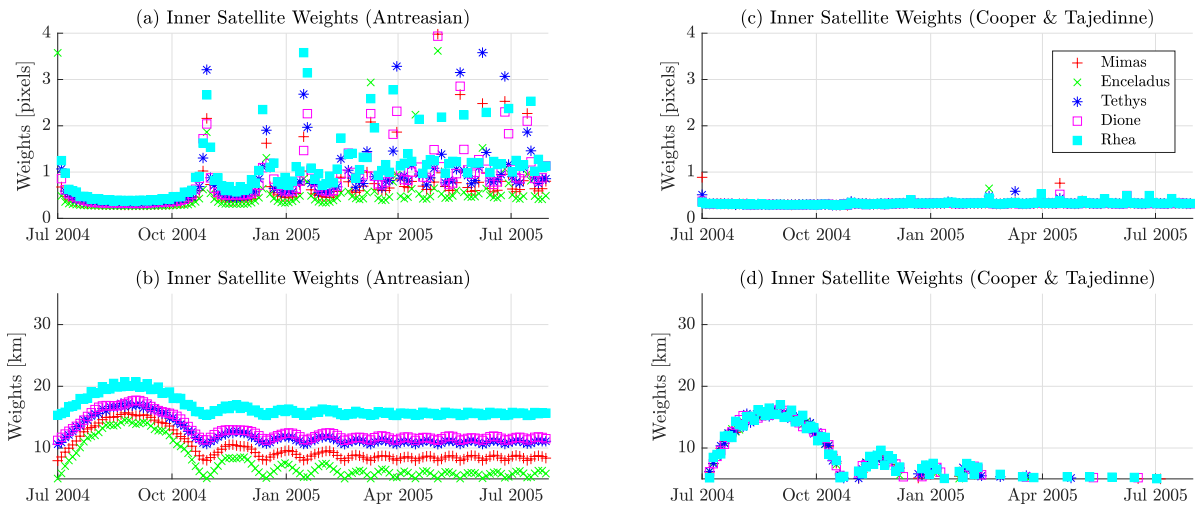 (a) Inner Satellite Weights (Antreasian)
Weights [pixels]
4
3
2
1
0
Jul 2004 Oct 2004 Jan 2005 Apr 2005 Jul 2005
(c) Inner Satellite Weights (Cooper & Tajedinne)
Weights [pixels]
4
3
2
1
0
Mimas
Enceladus
Tethys
Dione
Rhea
Jul 2004 Oct 2004 Jan 2005 Apr 2005 Jul 2005
(b) Inner Satellite Weights (Antreasian)
Weights [km]
30
20
10
Jul 2004 Oct 2004 Jan 2005 Apr 2005 Jul 2005
(d) Inner Satellite Weights (Cooper & Tajedinne)
Weights [km]
30
20
10
Jul 2004 Oct 2004 Jan 2005 Apr 2005 Jul 2005